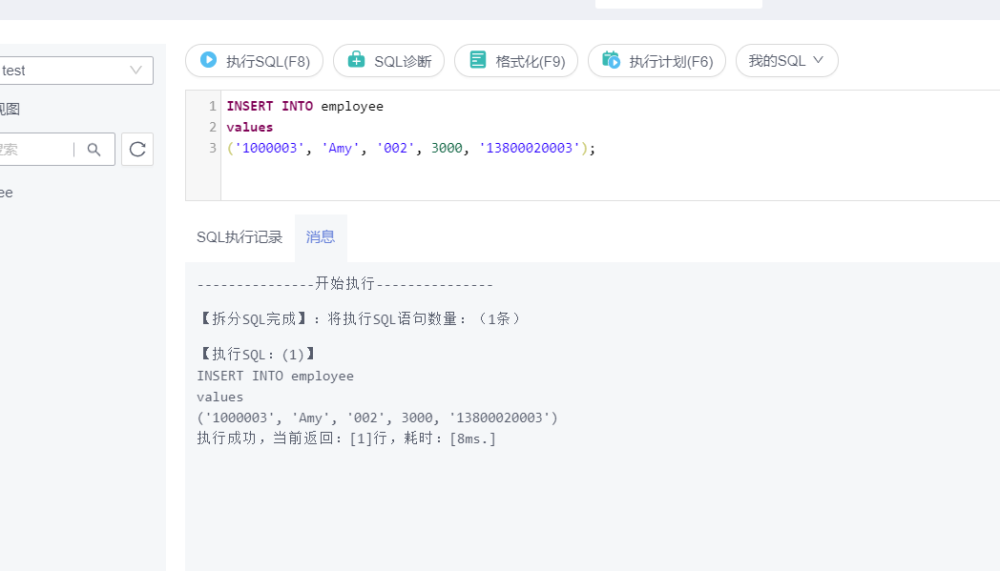 test
执行SQL(F8)
SQL诊断
格式化(F9)
执行计划(F6)
我的SQL
视图
搜索
ee
1 INSERT INTO employee
2 values
3 ('1000003', 'Amy', '002', 3000, '13800020003');
SQL执行记录
消息
---------------开始执行---------------
【拆分SQL完成】：将执行SQL语句数量：（1条）
【执行SQL：(1)】
INSERT INTO employee
values
('1000003', 'Amy', '002', 3000, '13800020003')
执行成功，当前返回：[1]行，耗时：[8ms.]